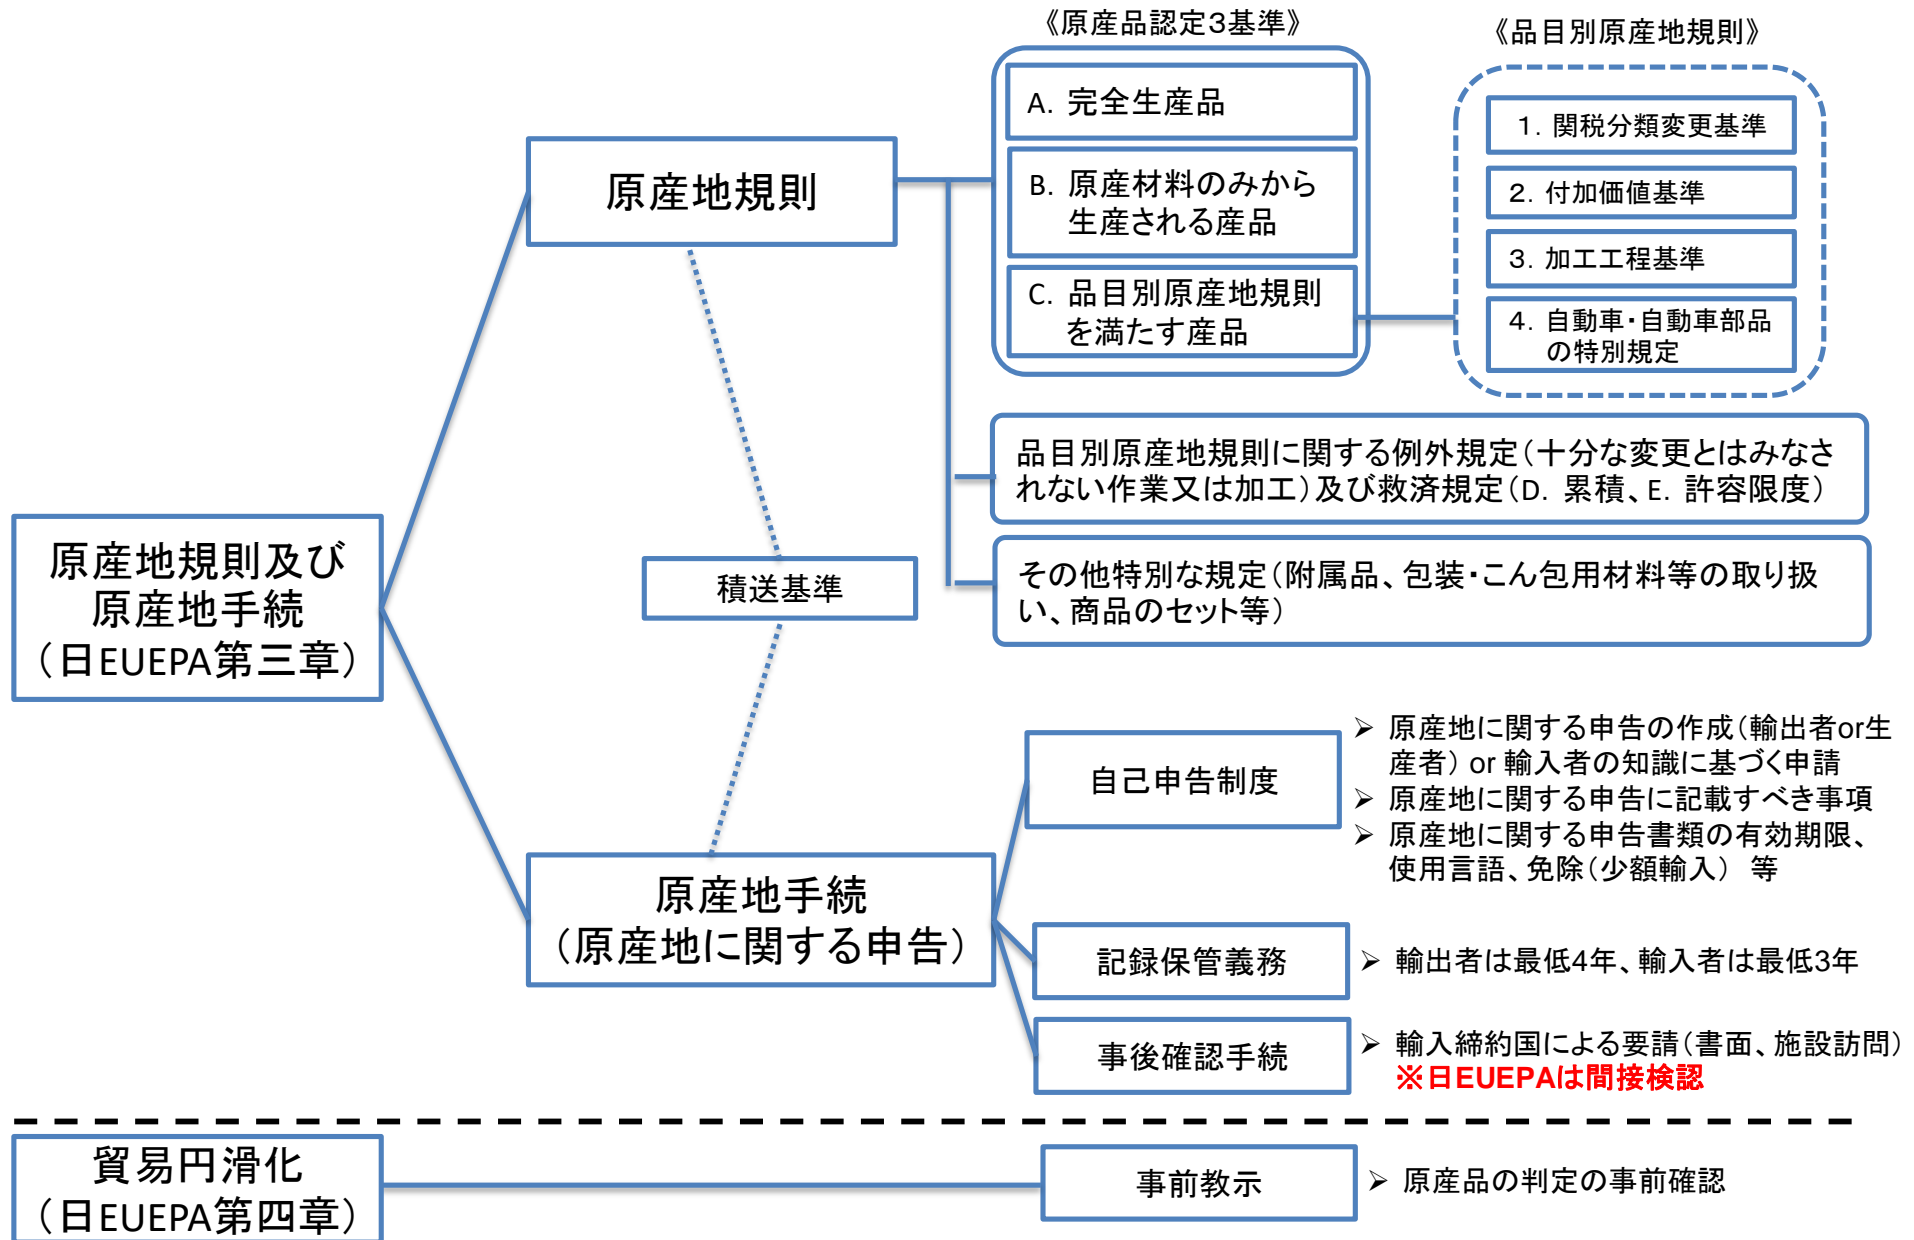 《原産品認定3基準》
《品目別原産地規則》
A. 完全生産品
B. 原産材料のみから
生産される産品
C. 品目別原産地規則
を満たす産品
1. 関税分類変更基準
2. 付加価値基準
3. 加工工程基準
4. 自動車・自動車部品
の特別規定
原産地規則
品目別原産地規則に関する例外規定(十分な変更とはみなさ
れない作業又は加工)及び救済規定(D. 累積、E. 許容限度)
その他特別な規定(附属品、包装・こん包用材料等の取り扱
い、商品のセット等)
原産地規則及び
原産地手続
(日EUEPA第三章)
積送基準
原産地手続
(原産地に関する申告)
自己申告制度
➢ 原産地に関する申告の作成(輸出者or生
産者) or 輸入者の知識に基づく申請
➢ 原産地に関する申告に記載すべき事項
➢ 原産地に関する申告書類の有効期限、
使用言語、免除(少額輸入) 等
記録保管義務
➢ 輸出者は最低4年、輸入者は最低3年
事後確認手続
➢ 輸入締約国による要請(書面、施設訪問)
※日EUEPAは間接検認
貿易円滑化
(日EUEPA第四章)
事前教示
➢ 原産品の判定の事前確認